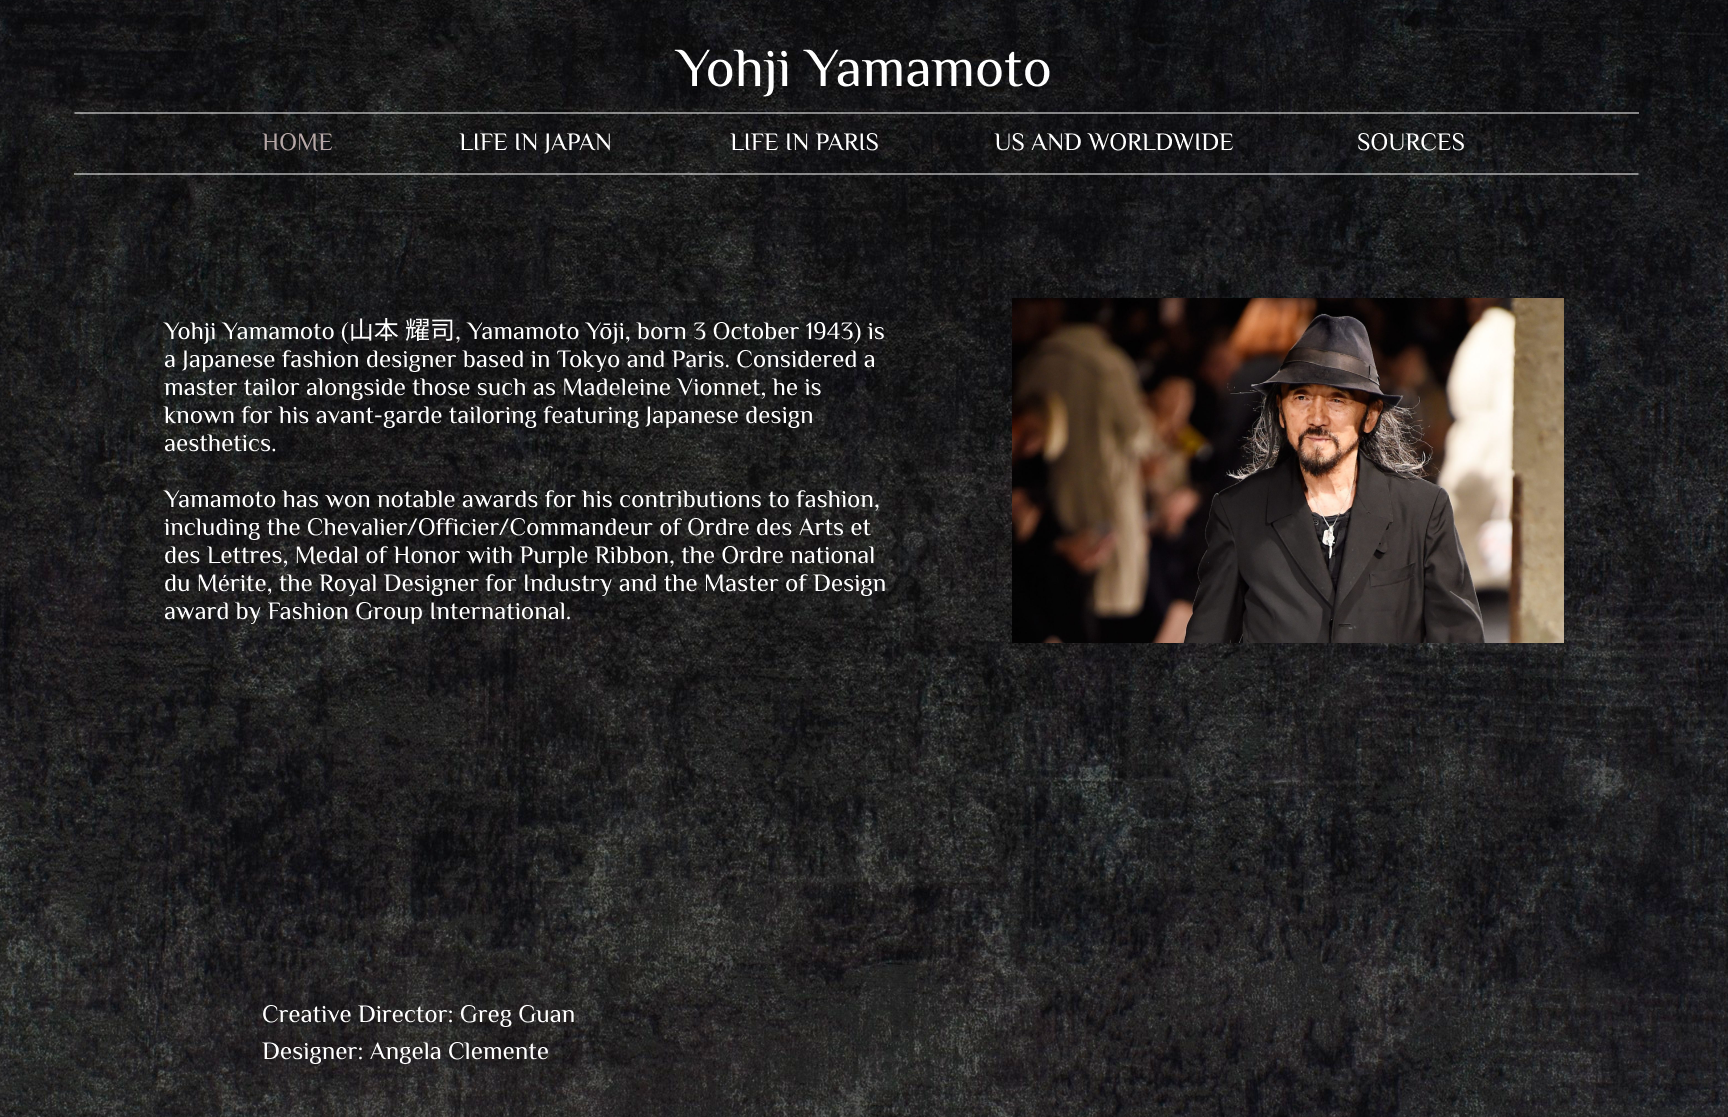 Yohji Yamamoto
HOME
LIFE IN JAPAN
LIFE IN PARIS
US AND WORLDWIDE
SOURCES
Yohji Yamamoto (山本 耀司, Yamamoto Yōji, born 3 October 1943) is
a Japanese fashion designer based in Tokyo and Paris. Considered a
master tailor alongside those such as Madeleine Vionnet, he is
known for his avant-garde tailoring featuring Japanese design
aesthetics.
Yamamoto has won notable awards for his contributions to fashion,
including the Chevalier/Officier/Commandeur of Ordre des Arts et
des Lettres, Medal of Honor with Purple Ribbon, the Ordre national
du Mérite, the Royal Designer for Industry and the Master of Design
award by Fashion Group International.
Creative Director: Greg Guan
Designer: Angela Clemente